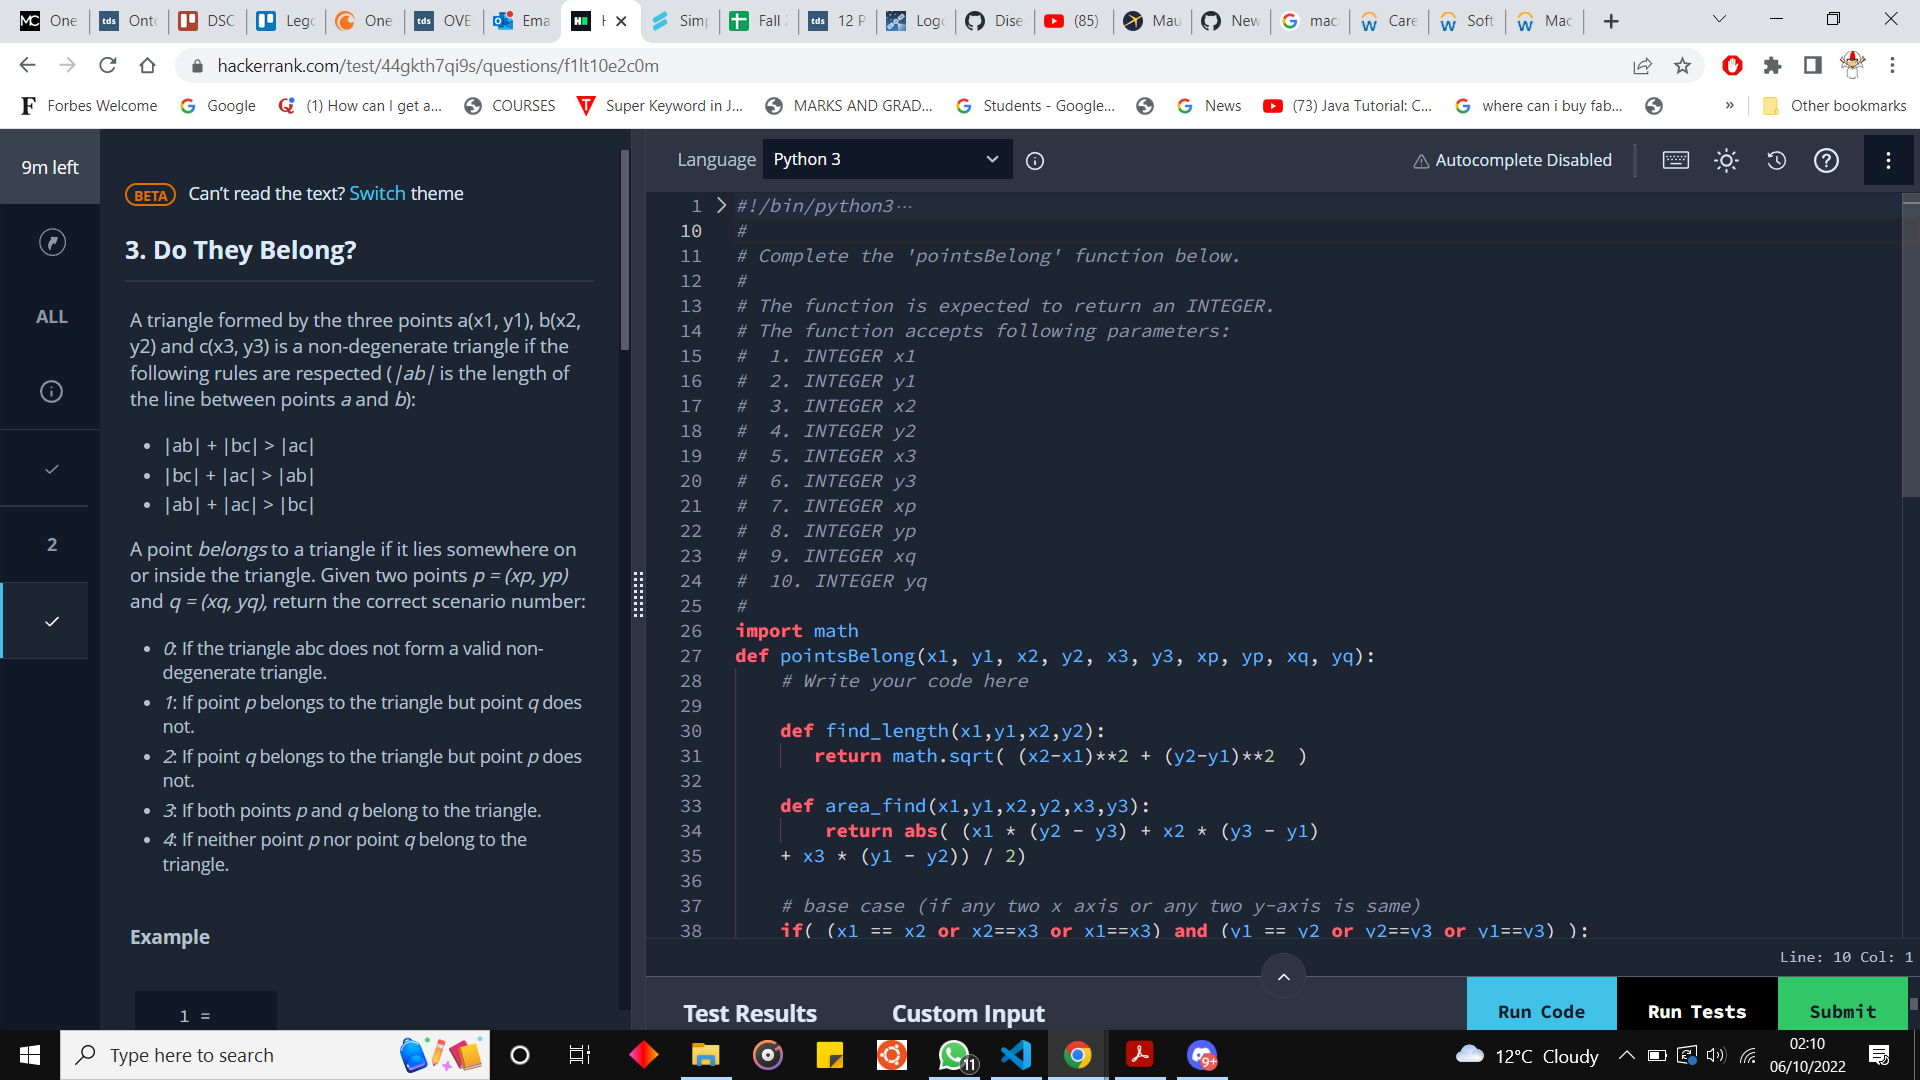 One
Onto
DSC
Lego
One
OVE
Ema
H
Simp
Fall 2
12 P
Logo
Dise
(85)
Mau
New
mac
Care
Soft
Mac
hackerrank.com/test/44gkth7qi9s/questions/f1lt10e2c0m
Forbes Welcome
Google
(1) How can I get a...
COURSES
Super Keyword in J...
MARKS AND GRAD...
Students - Google...
News
(73) Java Tutorial: C...
where can i buy fab...
»
Other bookmarks
9m left
ALL
2
BETA Can't read the text? Switch theme
3. Do They Belong?
A triangle formed by the three points a(x1, y1), b(x2,
y2) and c(x3, y3) is a non-degenerate triangle if the
following rules are respected (|ab| is the length of
the line between points a and b):
• |ab| + |bc| > |ac|
• |bc| + |ac| > |ab|
• |ab| + |ac| > |bc|
A point belongs to a triangle if it lies somewhere on
or inside the triangle. Given two points p = (xp, yp)
and q = (xq, yq), return the correct scenario number:
• 0: If the triangle abc does not form a valid non-
degenerate triangle.
• 1: If point p belongs to the triangle but point q does
not.
• 2: If point q belongs to the triangle but point p does
not.
• 3: If both points p and q belong to the triangle.
• 4: If neither point p nor point q belong to the
triangle.
Example
1 =
Language Python 3
Autocomplete Disabled
1 #!/bin/python3···
10 #
11 # Complete the 'pointsBelong' function below.
12 #
13 # The function is expected to return an INTEGER.
14 # The function accepts following parameters:
15 #  1. INTEGER x1
16 #  2. INTEGER y1
17 #  3. INTEGER x2
18 #  4. INTEGER y2
19 #  5. INTEGER x3
20 #  6. INTEGER y3
21 #  7. INTEGER xp
22 #  8. INTEGER yp
23 #  9. INTEGER xq
24 #  10. INTEGER yq
25 #
26 import math
27 def pointsBelong(x1, y1, x2, y2, x3, y3, xp, yp, xq, yq):
28     # Write your code here
29
30     def find_length(x1,y1,x2,y2):
31        return math.sqrt( (x2-x1)**2 + (y2-y1)**2  )
32
33     def area_find(x1,y1,x2,y2,x3,y3):
34         return abs( (x1 * (y2 - y3) + x2 * (y3 - y1)
35     + x3 * (y1 - y2)) / 2)
36
37     # base case (if any two x axis or any two y-axis is same)
38     if( (x1 == x2 or x2==x3 or x1==x3) and (y1 == y2 or y2==y3 or y1==y3) ):
Line: 10 Col: 1
Test Results
Custom Input
Run Code
Run Tests
Submit
Type here to search
11
9+
12°C Cloudy
02:10
06/10/2022